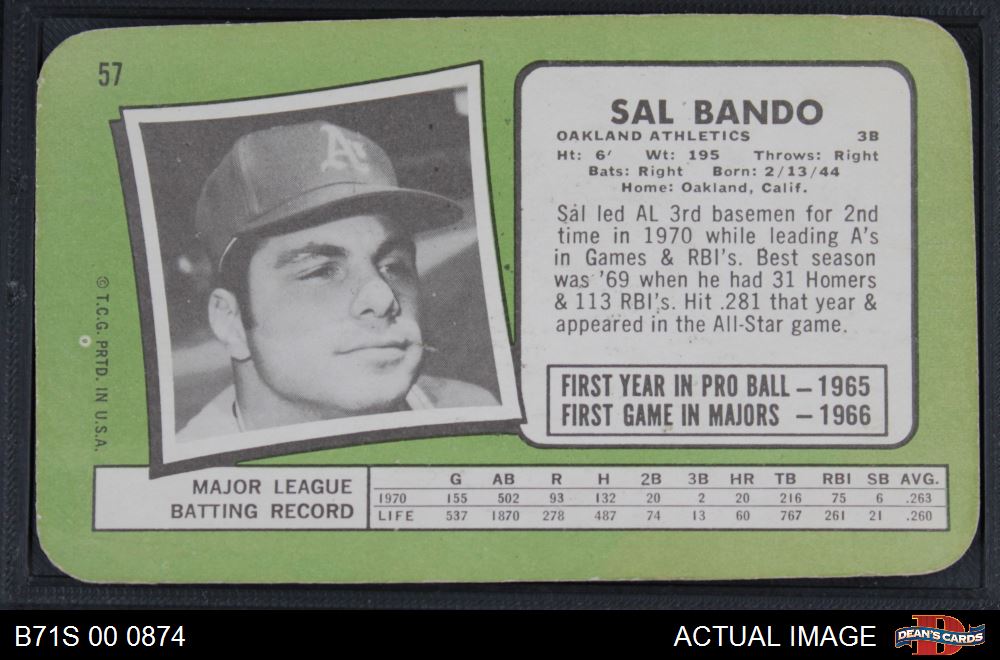 57
A's
SAL BANDO
OAKLAND ATHLETICS 3B
Ht: 6' Wt: 195 Throws: Right
Bats: Right Born: 2/13/44
Home: Oakland, Calif.
Sal led AL 3rd basemen for 2nd
time in 1970 while leading A's
in Games & RBI's. Best season
was '69 when he had 31 Homers
& 113 RBI's. Hit .281 that year &
appeared in the All-Star game.
FIRST YEAR IN PRO BALL – 1965
FIRST GAME IN MAJORS – 1966
© T.C.G. PRTD. IN U.S.A.
MAJOR LEAGUE
BATTING RECORD
G AB R H 2B 3B HR TB RBI SB AVG.
1970 155 502 93 132 20 2 20 216 75 6 .263
LIFE 537 1870 278 487 74 13 60 767 261 21 .260
B71S 00 0874
ACTUAL IMAGE
D
DEAN'S CARDS